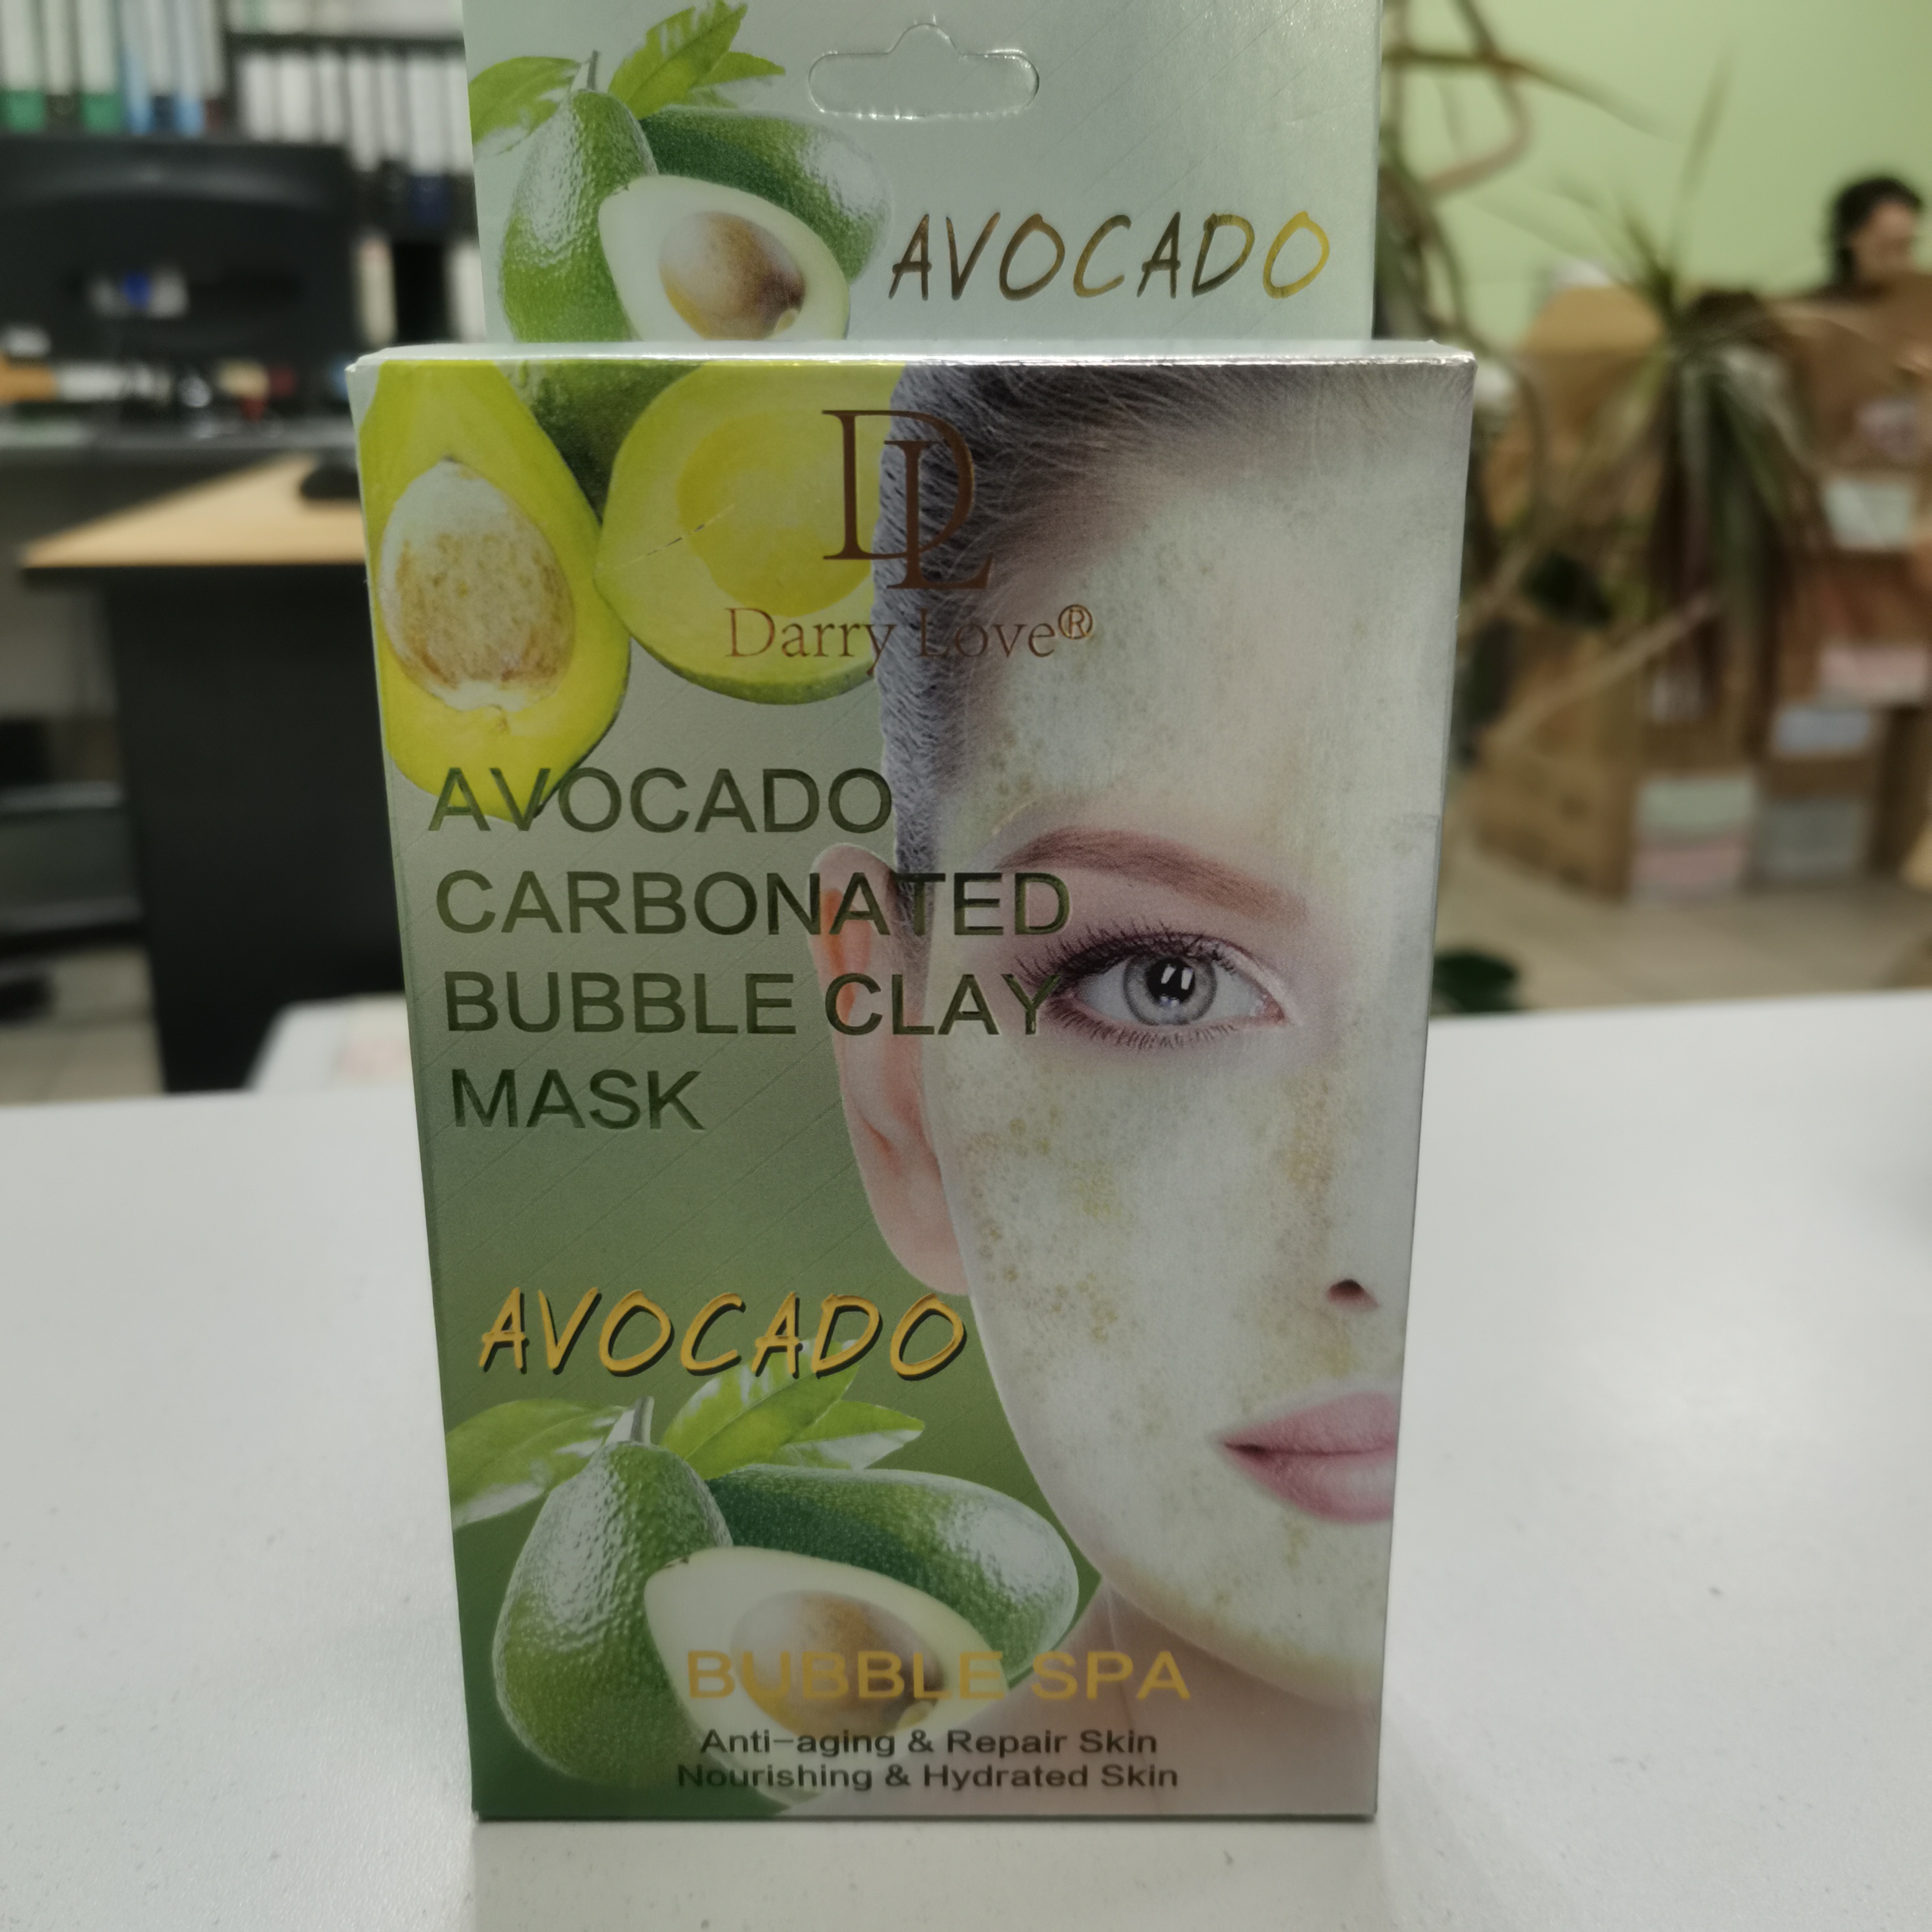 AVOCADO
DL
Darry Love®
AVOCADO
CARBONATED
BUBBLE CLAY
MASK
AVOCADO
BUBBLE SPA
Anti-aging & Repair Skin
Nourishing & Hydrated Skin